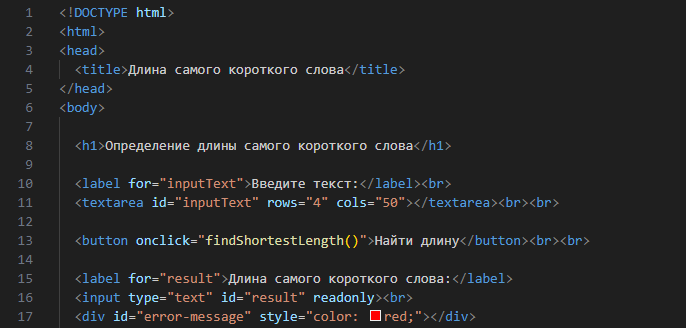 1 <!DOCTYPE html>
2 <html>
3 <head>
4 <title>Длина самого короткого слова</title>
5 </head>
6 <body>
7
8 <h1>Определение длины самого короткого слова</h1>
9
10 <label for="inputText">Введите текст:</label><br>
11 <textarea id="inputText" rows="4" cols="50"></textarea><br><br>
12
13 <button onclick="findShortestLength()">Найти длину</button><br><br>
14
15 <label for="result">Длина самого короткого слова:</label>
16 <input type="text" id="result" readonly><br>
17 <div id="error-message" style="color: red;"></div>